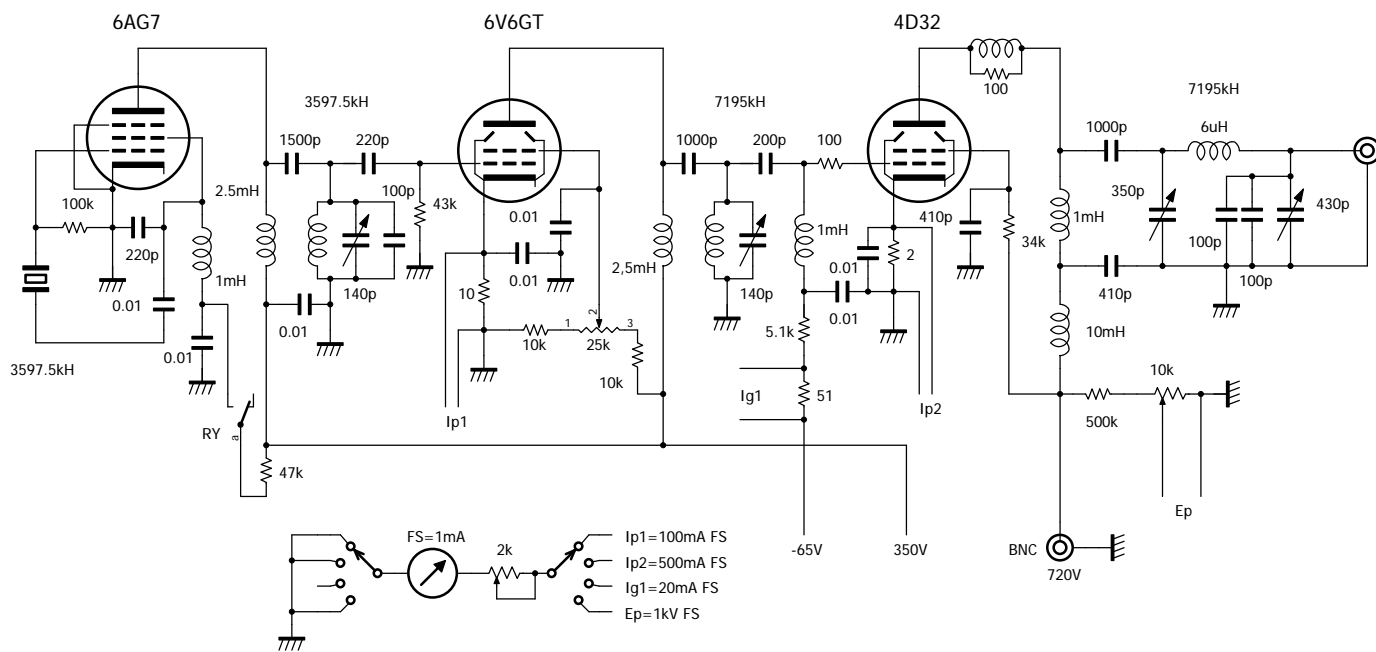 6AG7
6V6GT
4D32
100
3597.5kH
7195kH
7195kH
1500p
220p
1000p
200p
100
1000p
6uH
100k
2.5mH
100p
43k
0.01
410p
350p
430p
220p
1mH
140p
0.01
2,5mH
140p
1mH
2
34k
1mH
100p
100p
0.01
0.01
0.01
10
0.01
0.01
410p
3597.5kH
10k
1
2
3
25k
10k
5.1k
10mH
RY
a
Ip1
Ig1
51
Ip2
10k
500k
47k
Ep
FS=1mA
2k
Ip1=100mA FS
Ip2=500mA FS
Ig1=20mA FS
Ep=1kV FS
-65V
350V
BNC
720V